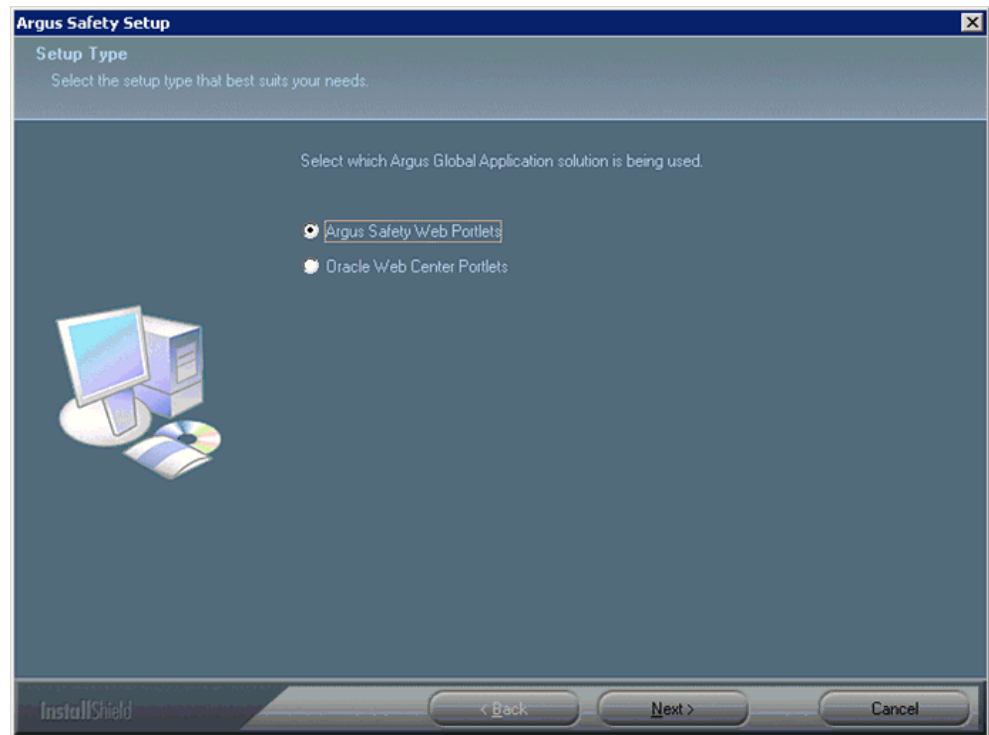 Argus Safety Setup
Setup Type
Select the setup type that best suits your needs.
Select which Argus Global Application solution is being used.
Argus Safety Web Portlets
Oracle Web Center Portlets
InstallShield
< Back
Next >
Cancel